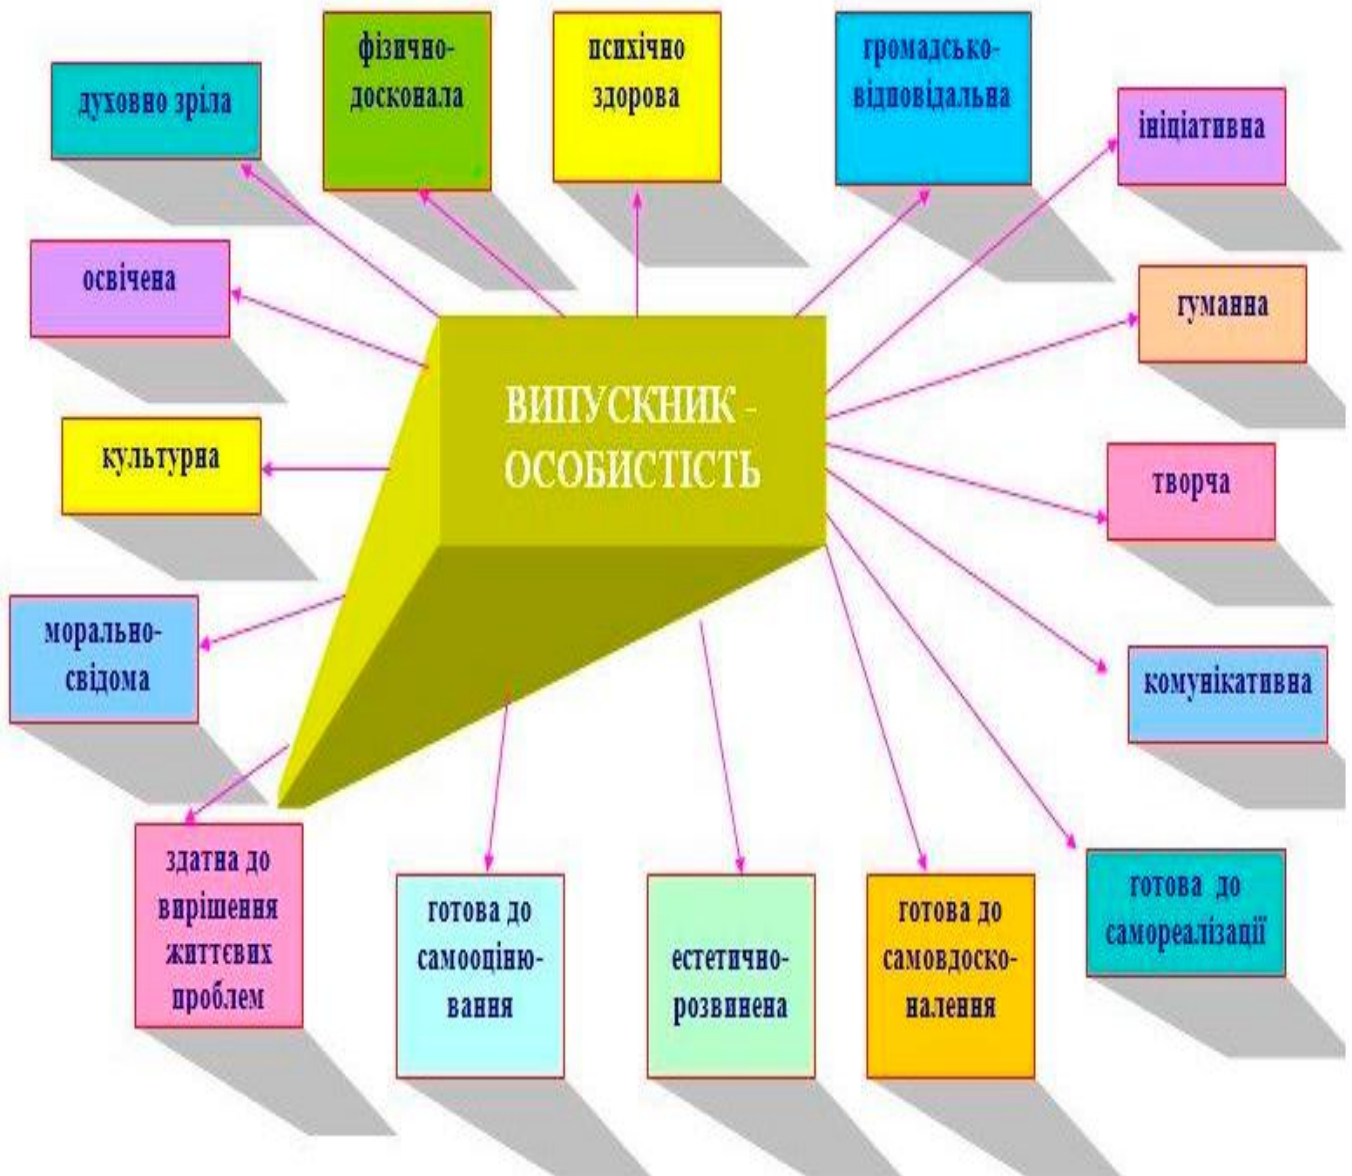 духовно зріла
фізично-
досконала
психічно
здорова
громадсько-
відповідальна
ініціативна
освічена
гуманна
ВИПУСКНИК -
ОСОБИСТІСТЬ
культурна
творча
морально-
свідома
комунікативна
здатна до
вирішення
життєвих
проблем
готова до
самооціню-
вання
естетично-
розвинена
готова до
самовдоско-
налення
готова до
самореалізації